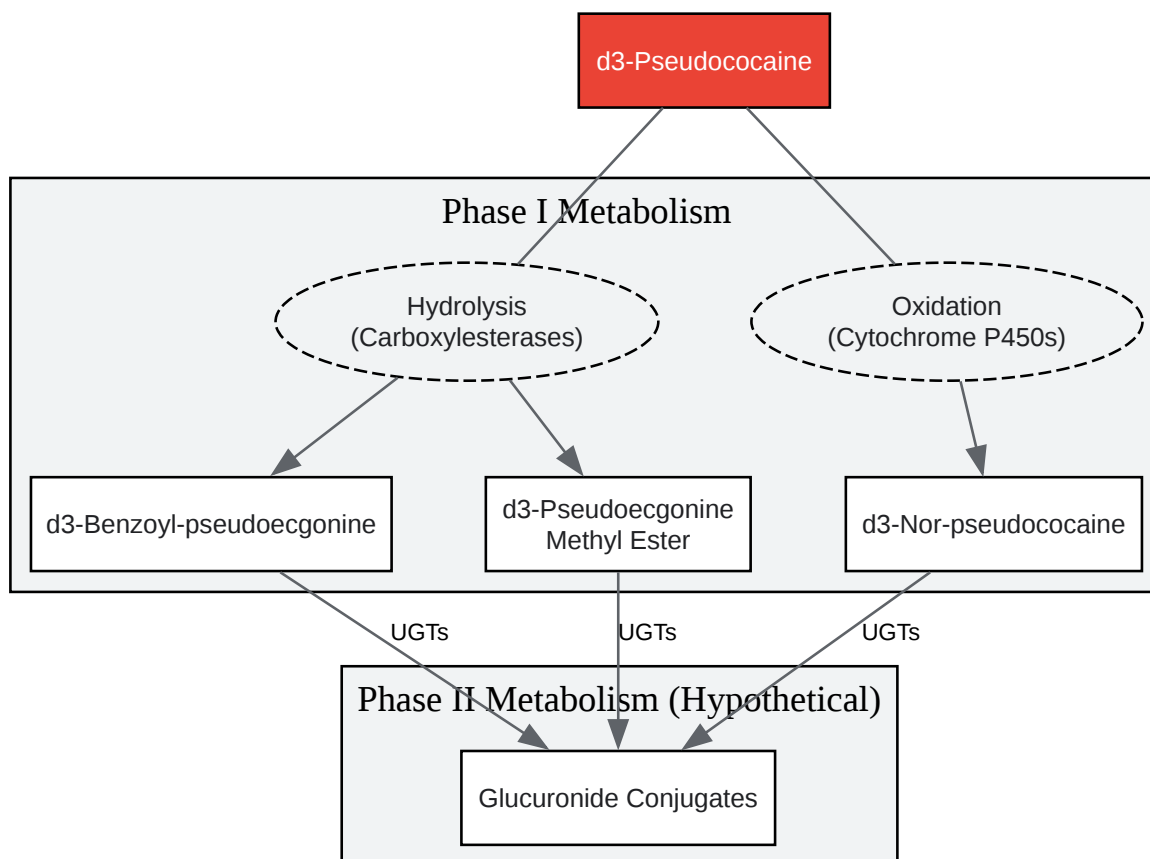 d3-Pseudococaine
Phase I Metabolism
Hydrolysis
(Carboxylesterases)
Oxidation
(Cytochrome P450s)
d3-Benzoyl-pseudoecgonine
d3-Pseudoecgonine
Methyl Ester
d3-Nor-pseudococaine
UGTs
UGTs
UGTs
Phase II Metabolism (Hypothetical)
Glucuronide Conjugates